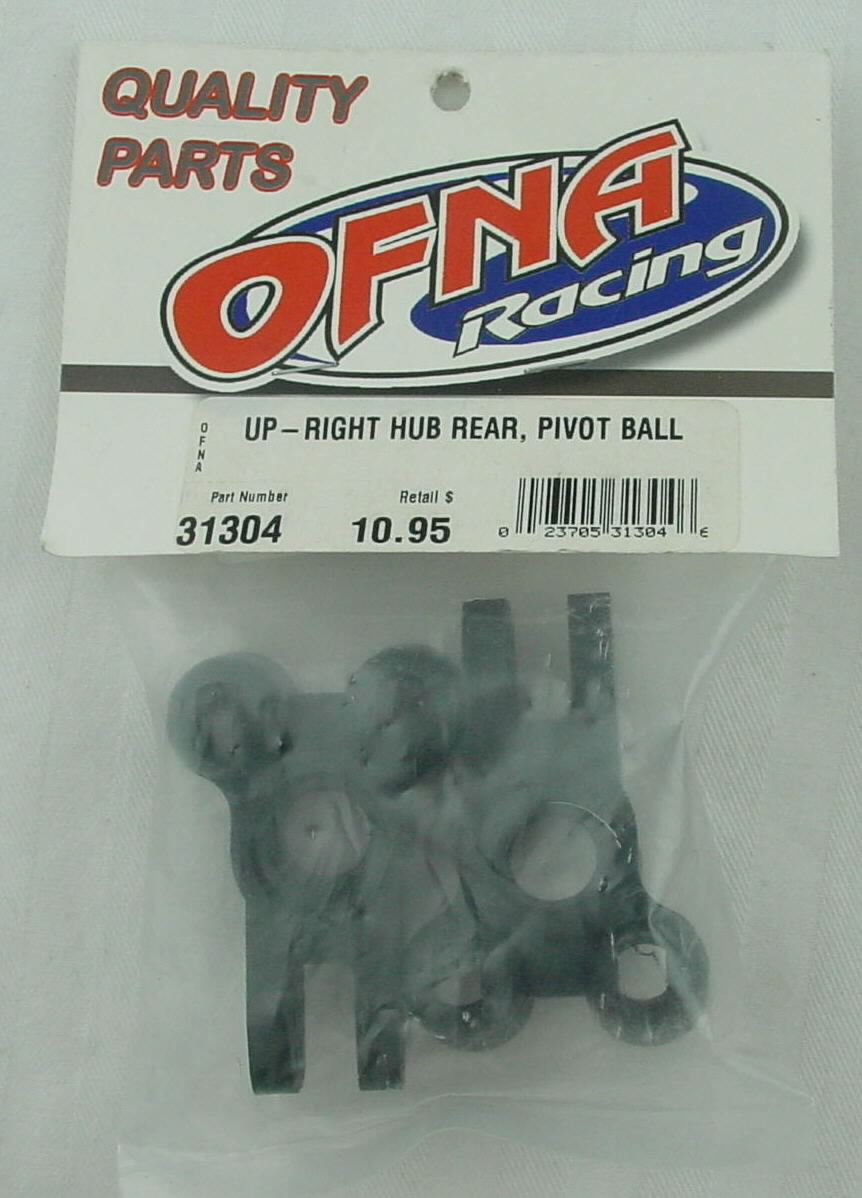 QUALITY
PARTS
OFNA
Racing
OFNA
UP-RIGHT HUB REAR, PIVOT BALL
Part Number
Retail $
31304
10.95
0 23705 31304 6